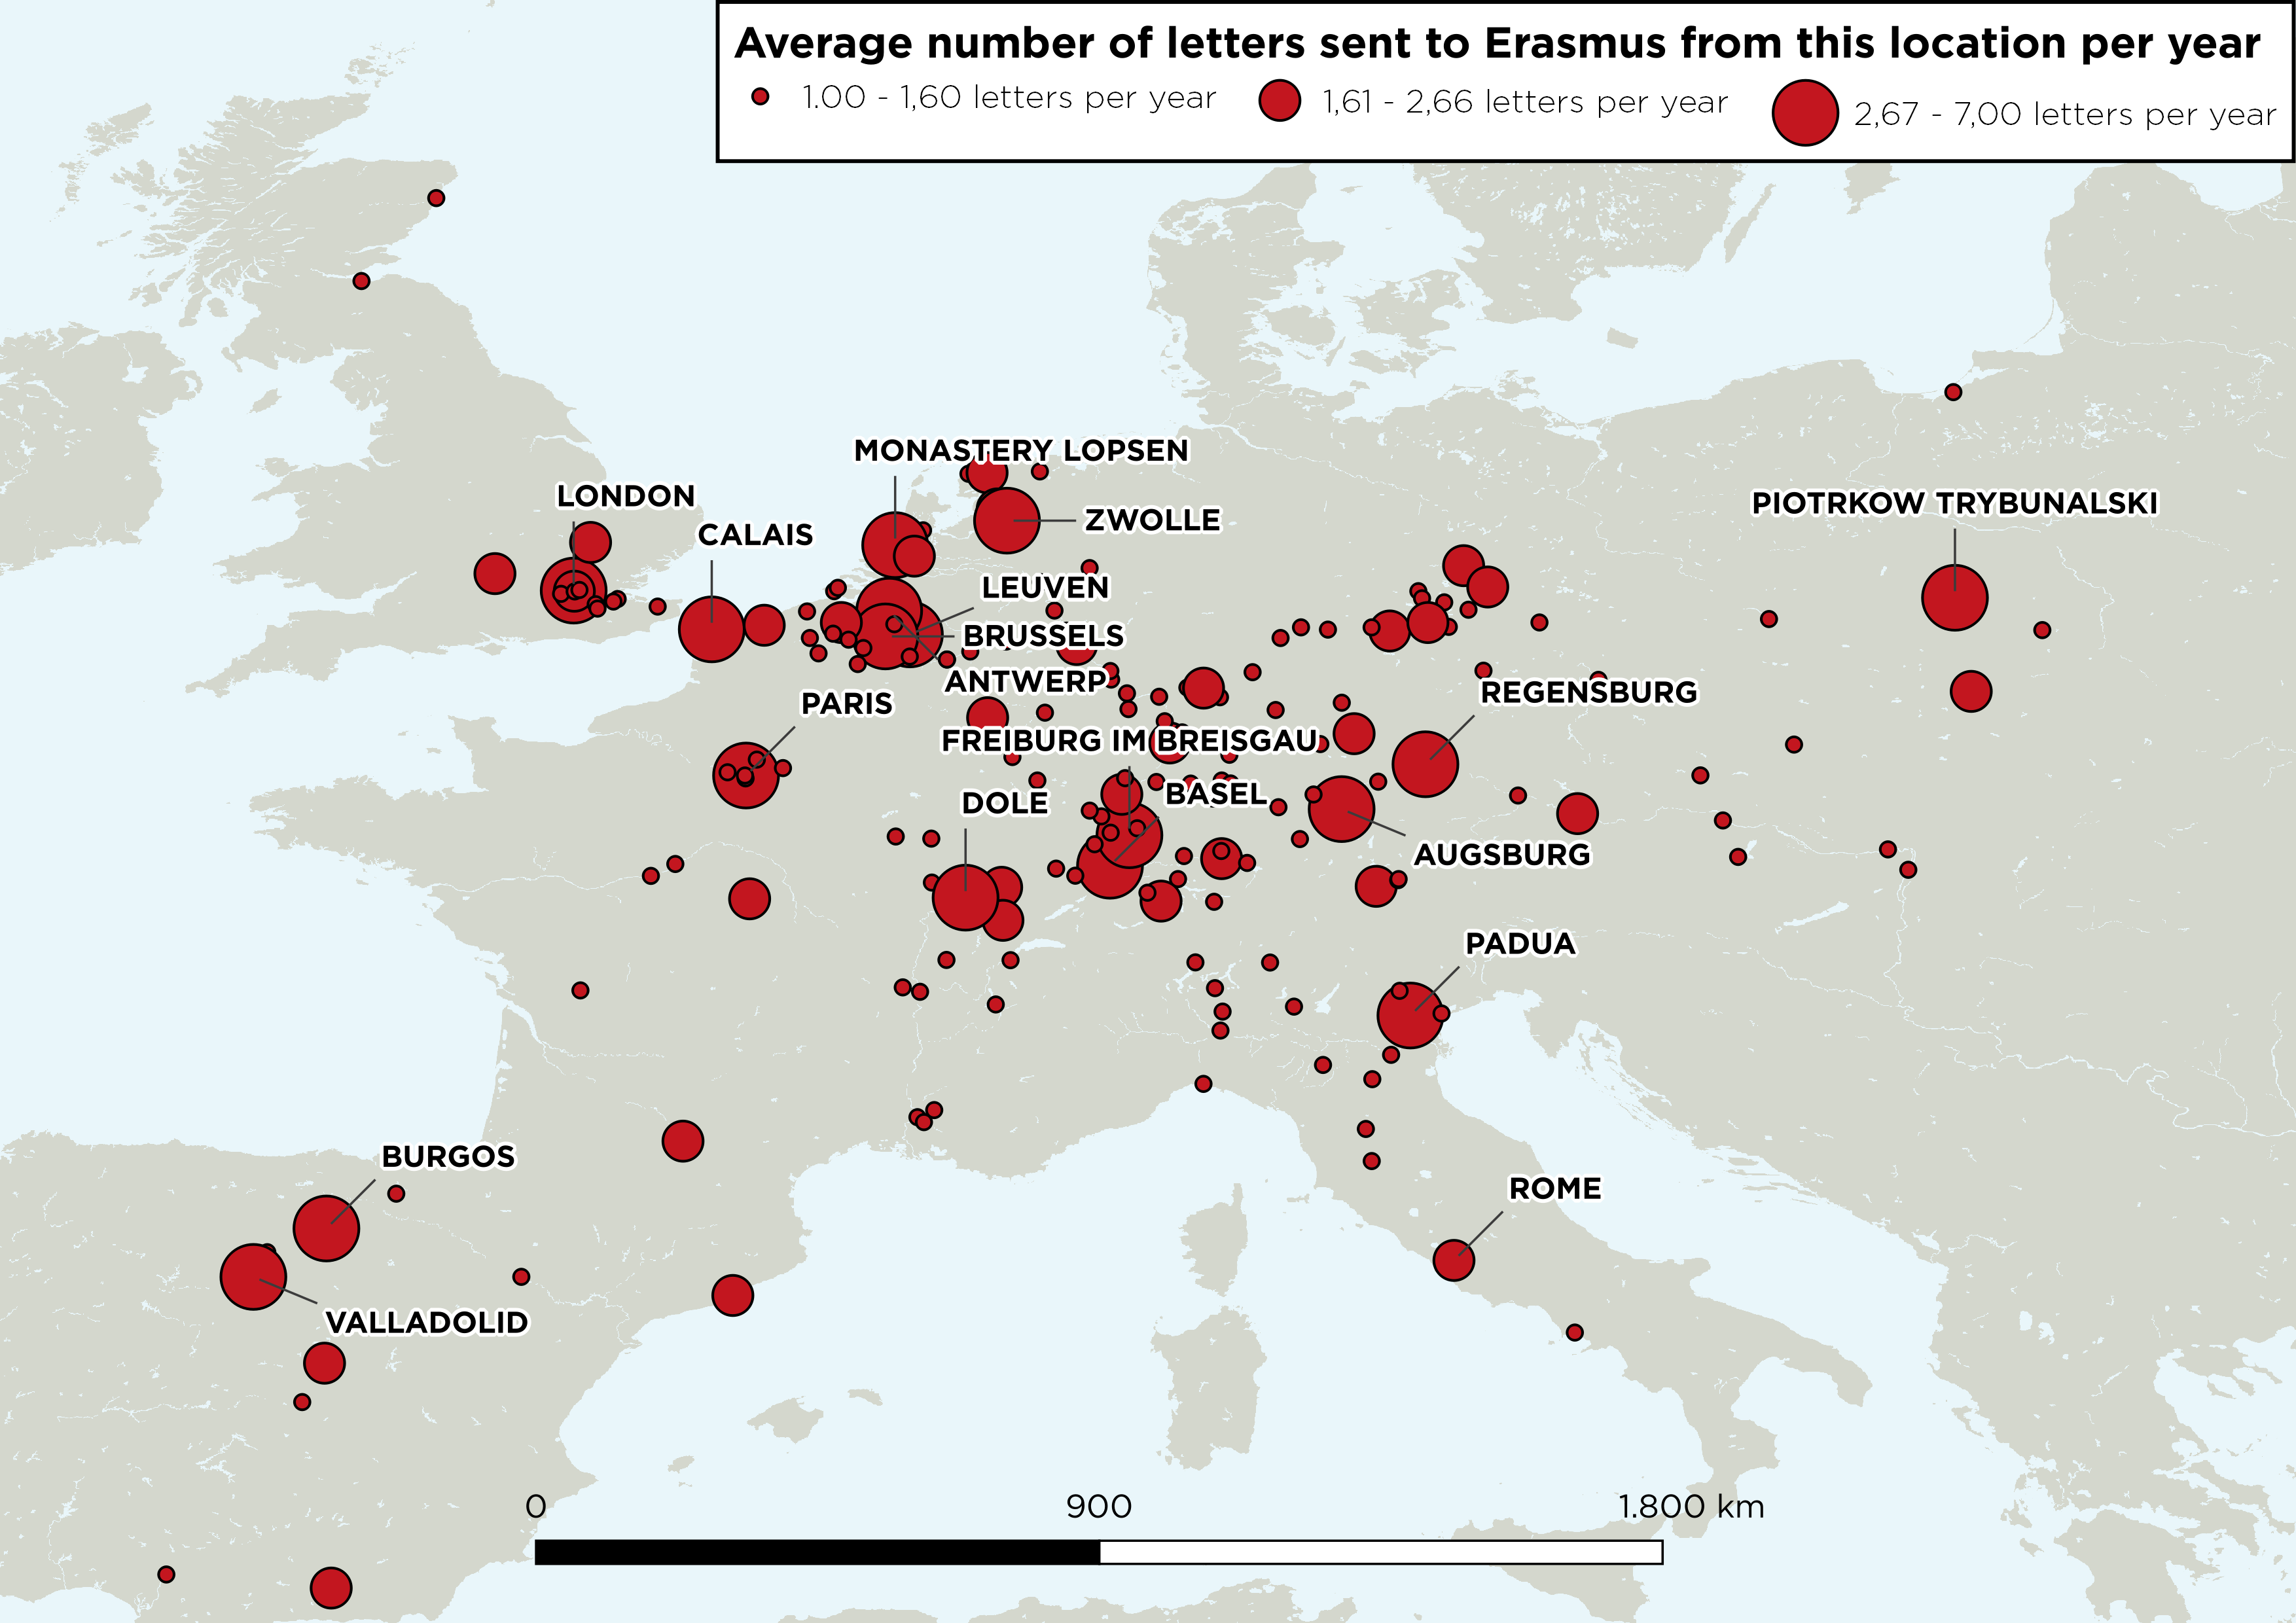 Average number of letters sent to Erasmus from this location per year
1.00 - 1,60 letters per year
1,61 - 2,66 letters per year
2,67 - 7,00 letters per year
MONASTERY LOPSEN
LONDON
PIOTRKOW TRYBUNALSKI
ZWOLLE
CALAIS
LEUVEN
BRUSSELS
ANTWERP
REGENSBURG
PARIS
FREIBURG IM BREISGAU
BASEL
DOLE
AUGSBURG
PADUA
BURGOS
ROME
VALLADOLID
0 900 1.800 km